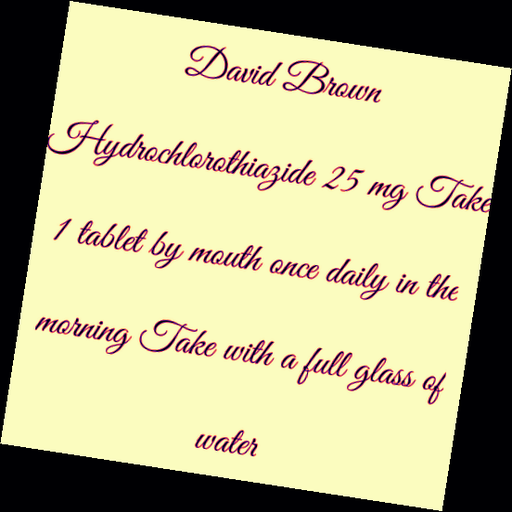 David Brown
Hydrochlorothiazide 25 mg Take
1 tablet by mouth once daily in the
morning Take with a full glass of
water